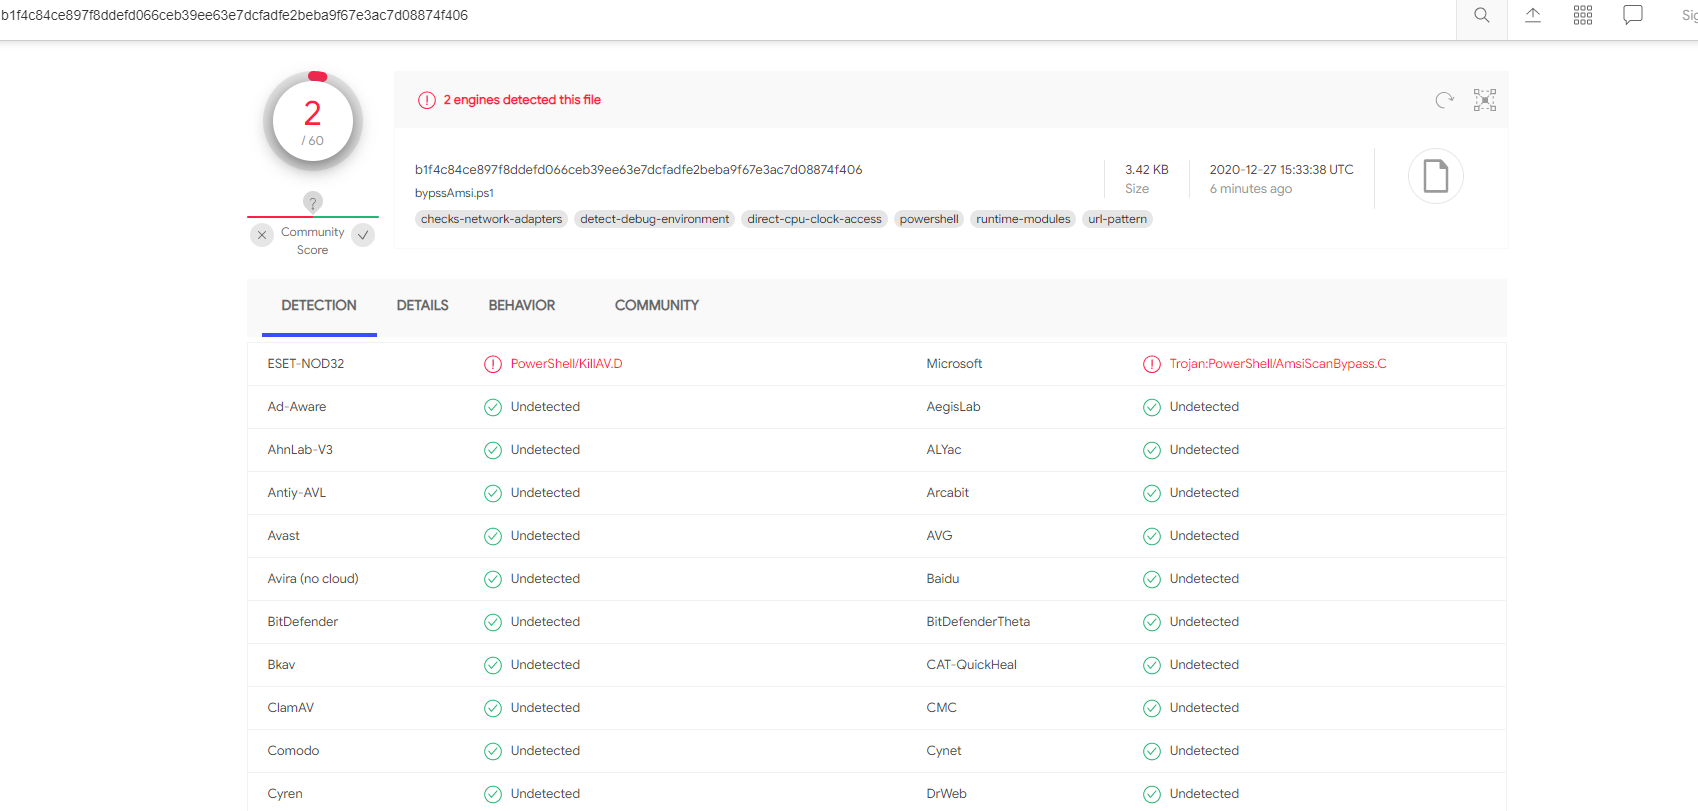 b1f4c84ce897f8ddefd066ceb39ee63e7dcfadfe2beba9f67e3ac7d08874f406
2
/ 60
?
Community
Score
2 engines detected this file
b1f4c84ce897f8ddefd066ceb39ee63e7dcfadfe2beba9f67e3ac7d08874f406
bypssAmsi.ps1
checks-network-adapters detect-debug-environment direct-cpu-clock-access powershell runtime-modules url-pattern
3.42 KB
Size
2020-12-27 15:33:38 UTC
6 minutes ago
DETECTION DETAILS BEHAVIOR COMMUNITY
ESET-NOD32 PowerShell/KillAV.D Microsoft Trojan:PowerShell/AmsiScanBypass.C
Ad-Aware Undetected AegisLab Undetected
AhnLab-V3 Undetected ALYac Undetected
Antiy-AVL Undetected Arcabit Undetected
Avast Undetected AVG Undetected
Avira (no cloud) Undetected Baidu Undetected
BitDefender Undetected BitDefenderTheta Undetected
Bkav Undetected CAT-QuickHeal Undetected
ClamAV Undetected CMC Undetected
Comodo Undetected Cynet Undetected
Cyren Undetected DrWeb Undetected